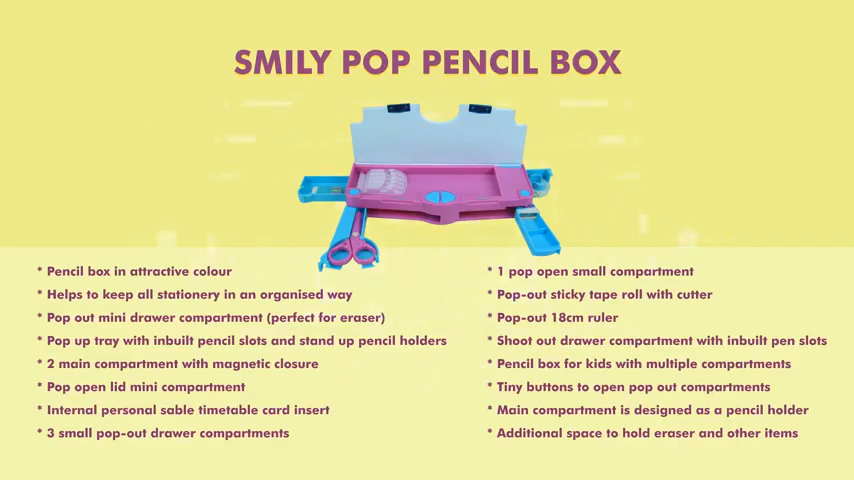 SMILY POP PENCIL BOX
* Pencil box in attractive colour
* Helps to keep all stationery in an organised way
* Pop out mini drawer compartment (perfect for eraser)
* Pop up tray with inbuilt pencil slots and stand up pencil holders
* 2 main compartment with magnetic closure
* Pop open lid mini compartment
* Internal personal sable timetable card insert
* 3 small pop-out drawer compartments
* 1 pop open small compartment
* Pop-out sticky tape roll with cutter
* Pop-out 18cm ruler
* Shoot out drawer compartment with inbuilt pen slots
* Pencil box for kids with multiple compartments
* Tiny buttons to open pop out compartments
* Main compartment is designed as a pencil holder
* Additional space to hold eraser and other items